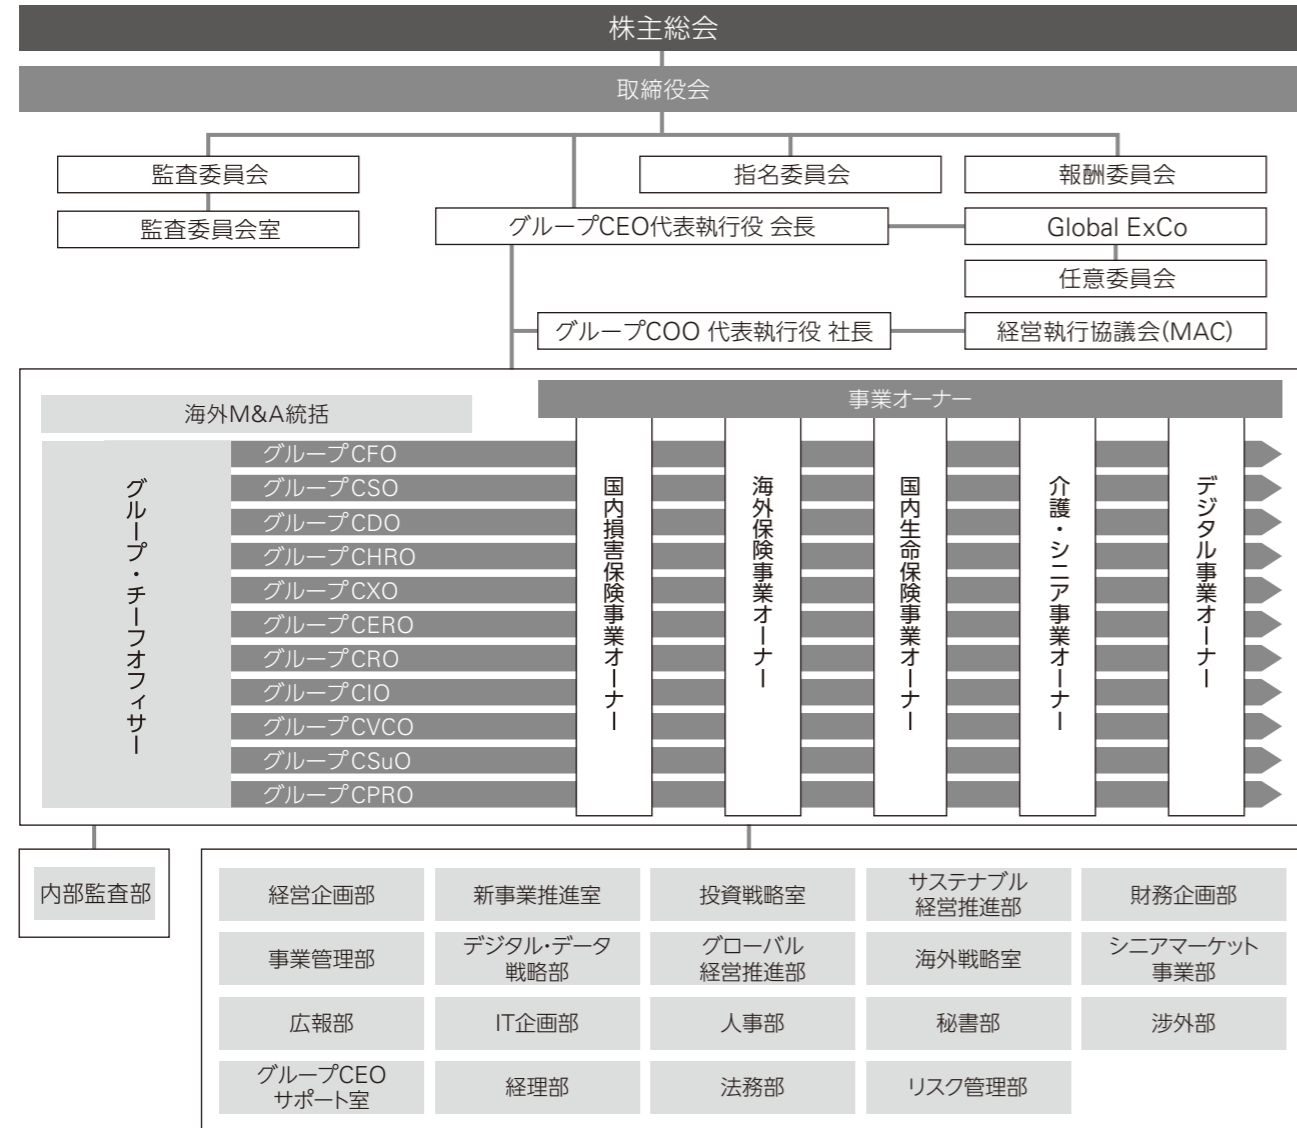 株主総会
取締役会
監査委員会
指名委員会
報酬委員会
監査委員会室
グループCEO代表執行役 会長
Global ExCo
任意委員会
グループCOO 代表執行役 社長
経営執行協議会(MAC)
海外M&A統括
事業オーナー
グループ・チーフオフィサー
グループCFO
グループCSO
グループCDO
グループCHRO
グループCXO
グループCERO
グループCRO
グループCIO
グループCVCO
グループCSuO
グループCPRO
国内損害保険事業オーナー
海外保険事業オーナー
国内生命保険事業オーナー
介護・シニア事業オーナー
デジタル事業オーナー
内部監査部
経営企画部
新事業推進室
投資戦略室
サステナブル
経営推進部
財務企画部
事業管理部
デジタル・データ
戦略部
グローバル
経営推進部
海外戦略室
シニアマーケット
事業部
広報部
IT企画部
人事部
秘書部
渉外部
グループCEO
サポート室
経理部
法務部
リスク管理部